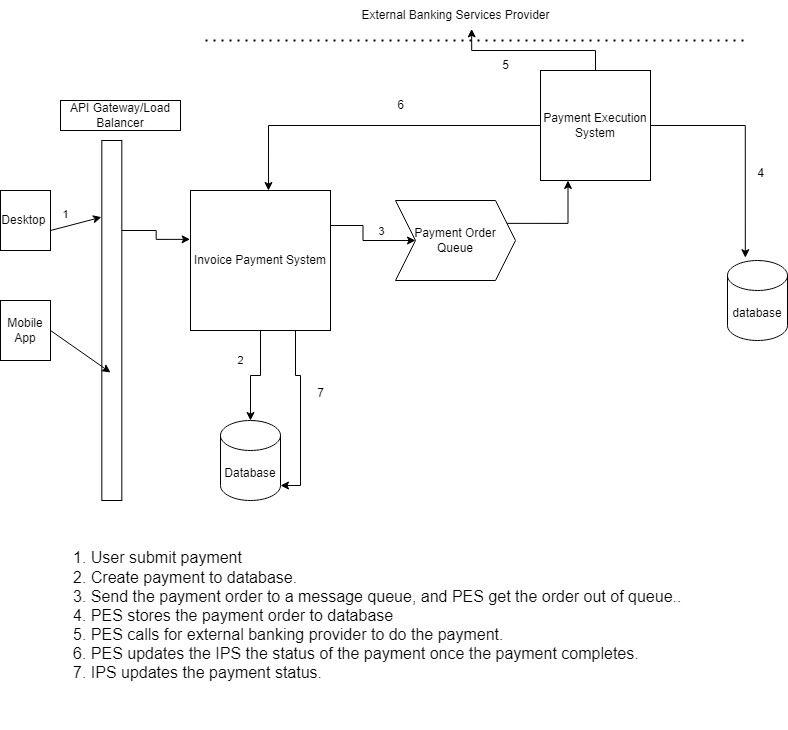 External Banking Services Provider
5
6
Payment Execution
System
API Gateway/Load
Balancer
4
Desktop
1
Invoice Payment System
3
Payment Order
Queue
Mobile
App
database
2
7
Database
1. User submit payment
2. Create payment to database.
3. Send the payment order to a message queue, and PES get the order out of queue..
4. PES stores the payment order to database
5. PES calls for external banking provider to do the payment.
6. PES updates the IPS the status of the payment once the payment completes.
7. IPS updates the payment status.